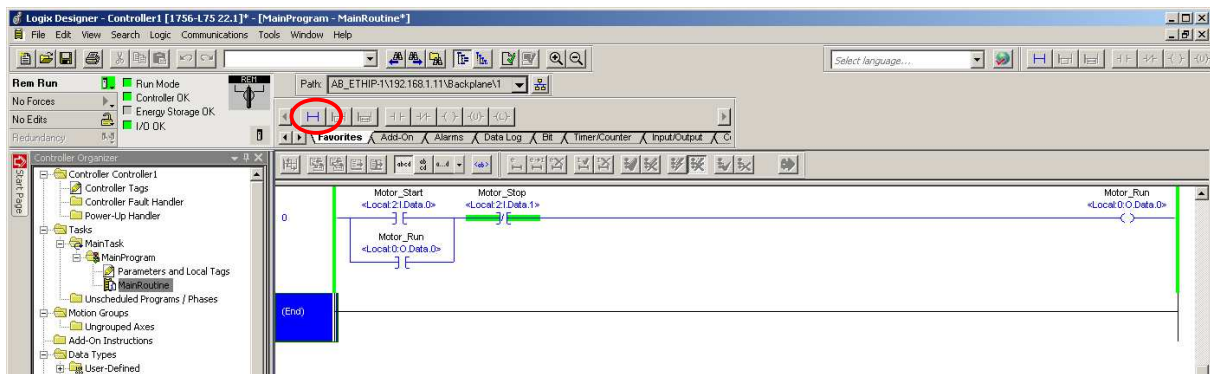 Logix Designer - Controller1 [1756-L75 22.1]* - [MainProgram - MainRoutine*]
File Edit View Search Logic Communications Tools Window Help
Select language...
Rem Run
Run Mode
REM
Path: AB_ETHIP-1\192.168.1.11\Backplane\1
No Forces
Controller OK
Energy Storage OK
No Edits
I/O OK
Redundancy
Favorites Add-On Alarms Data Log Bit Timer/Counter Input/Output
Controller Organizer
Start Page
Controller Controller1
Controller Tags
Controller Fault Handler
Power-Up Handler
Tasks
MainTask
MainProgram
Parameters and Local Tags
MainRoutine
Unscheduled Programs / Phases
Motion Groups
Ungrouped Axes
Add-On Instructions
Data Types
User-Defined
abcd
<ab>
Motor_Start Motor_Stop Motor_Run
<Local:2:I.Data.0> <Local:2:I.Data.1> <Local:0:O.Data.0>
0
Motor_Run
<Local:0:O.Data.0>
(End)